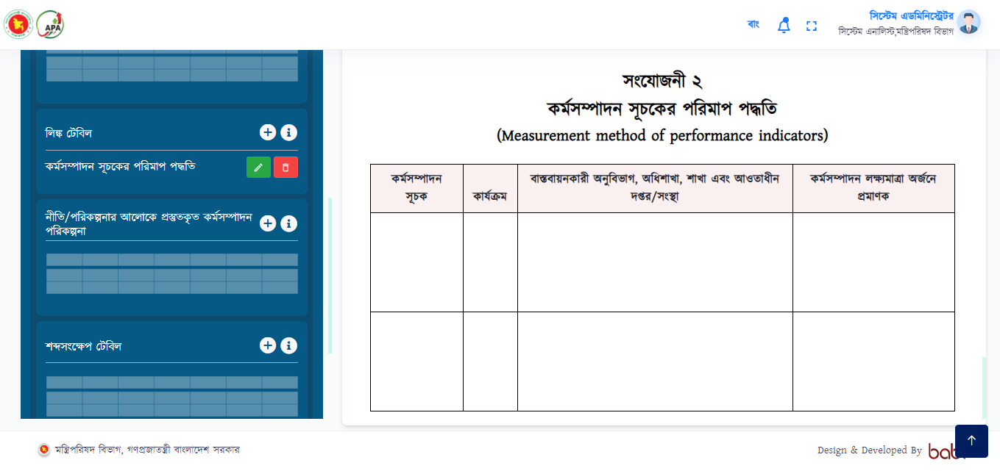 APA
বাং
সিস্টেম এডমিনিস্ট্রেটর
সিস্টেম এনালিস্ট,মন্ত্রিপরিষদ বিভাগ
লিঙ্ক টেবিল
কর্মসম্পাদন সূচকের পরিমাপ পদ্ধতি
নীতি/পরিকল্পনার আলোকে প্রস্তুতকৃত কর্মসম্পাদন
পরিকল্পনা
শব্দসংক্ষেপ টেবিল
সংযোজনী ২
কর্মসম্পাদন সূচকের পরিমাপ পদ্ধতি
(Measurement method of performance indicators)
কর্মসম্পাদন
সূচক
কার্যক্রম
বাস্তবায়নকারী অনুবিভাগ, অধিশাখা, শাখা এবং আওতাধীন
দপ্তর/সংস্থা
কর্মসম্পাদন লক্ষ্যমাত্রা অর্জনে
প্রমাণক
মন্ত্রিপরিষদ বিভাগ, গণপ্রজাতন্ত্রী বাংলাদেশ সরকার
Design & Developed By